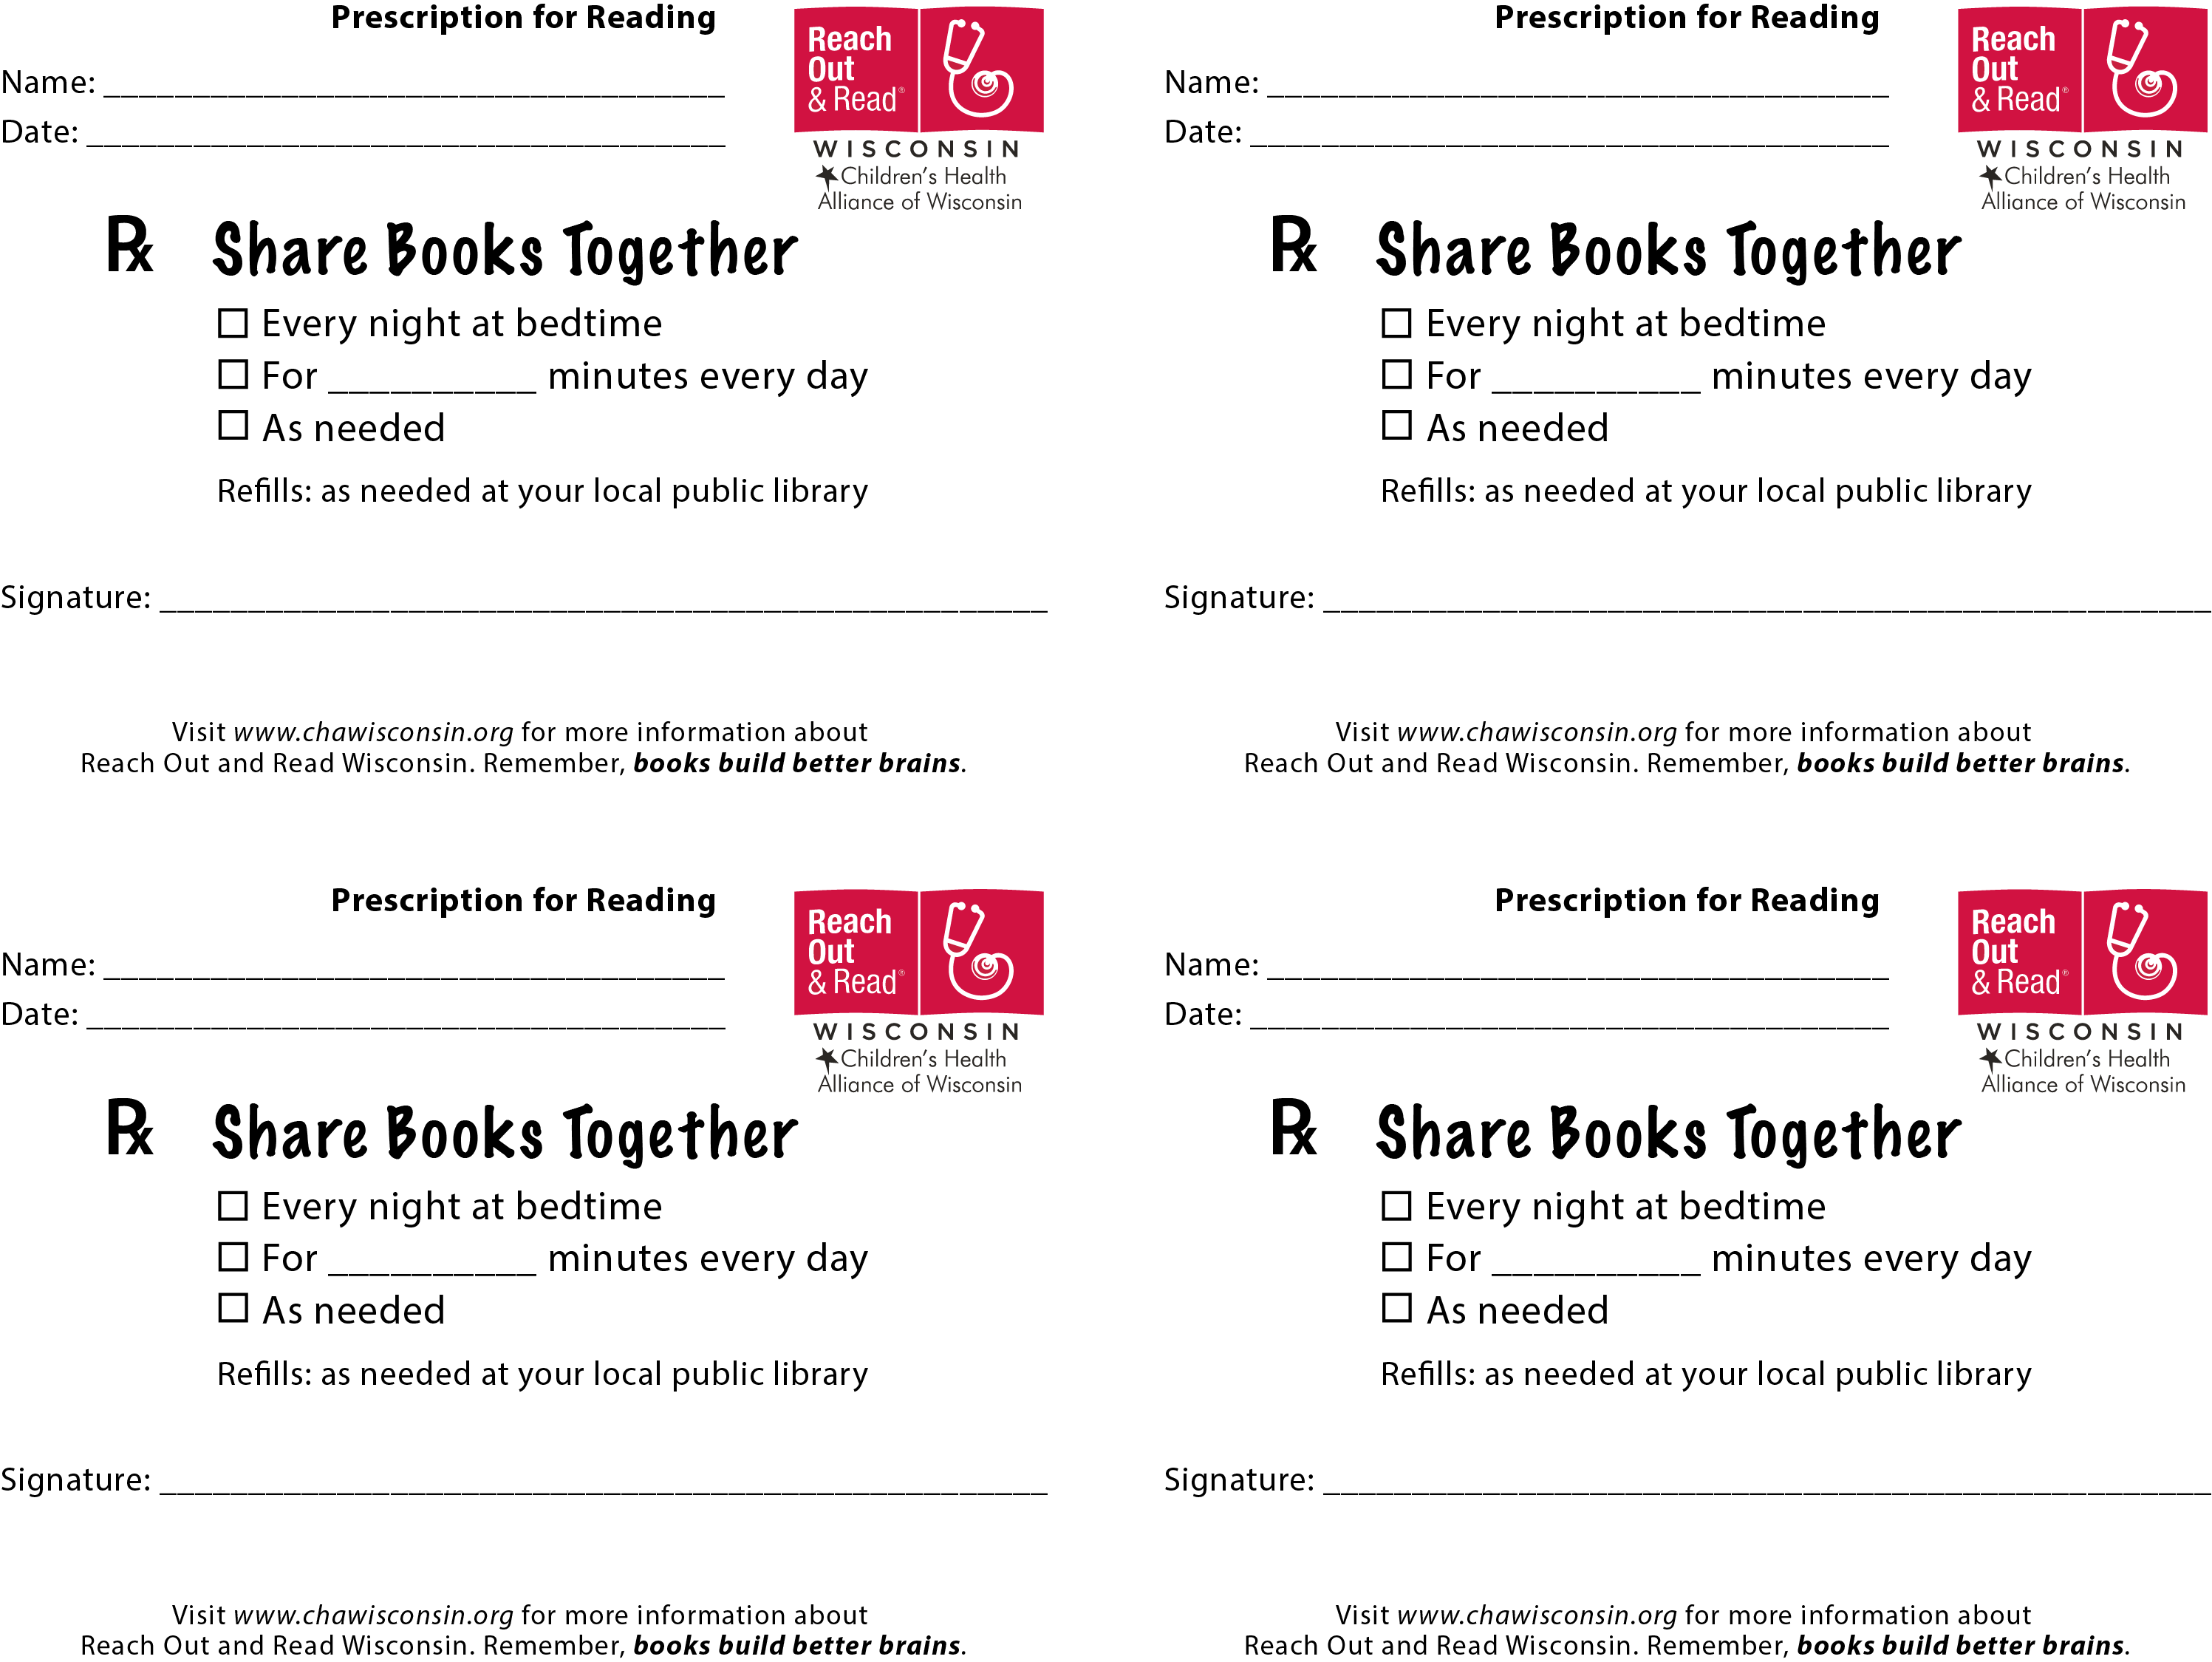 Prescription for Reading
Name: ___________________________________
Date: ____________________________________
Reach
Out
& Read®
WISCONSIN
Children's Health
Alliance of Wisconsin
℞ Share Books Together
☐ Every night at bedtime
☐ For __________ minutes every day
☐ As needed
Refills: as needed at your local public library
Signature: __________________________________________________
Visit www.chawisconsin.org for more information about
Reach Out and Read Wisconsin. Remember, books build better brains.
Prescription for Reading
Name: ___________________________________
Date: ____________________________________
Reach
Out
& Read®
WISCONSIN
Children's Health
Alliance of Wisconsin
℞ Share Books Together
☐ Every night at bedtime
☐ For __________ minutes every day
☐ As needed
Refills: as needed at your local public library
Signature: __________________________________________________
Visit www.chawisconsin.org for more information about
Reach Out and Read Wisconsin. Remember, books build better brains.
Prescription for Reading
Name: ___________________________________
Date: ____________________________________
Reach
Out
& Read®
WISCONSIN
Children's Health
Alliance of Wisconsin
℞ Share Books Together
☐ Every night at bedtime
☐ For __________ minutes every day
☐ As needed
Refills: as needed at your local public library
Signature: __________________________________________________
Visit www.chawisconsin.org for more information about
Reach Out and Read Wisconsin. Remember, books build better brains.
Prescription for Reading
Name: ___________________________________
Date: ____________________________________
Reach
Out
& Read®
WISCONSIN
Children's Health
Alliance of Wisconsin
℞ Share Books Together
☐ Every night at bedtime
☐ For __________ minutes every day
☐ As needed
Refills: as needed at your local public library
Signature: __________________________________________________
Visit www.chawisconsin.org for more information about
Reach Out and Read Wisconsin. Remember, books build better brains.